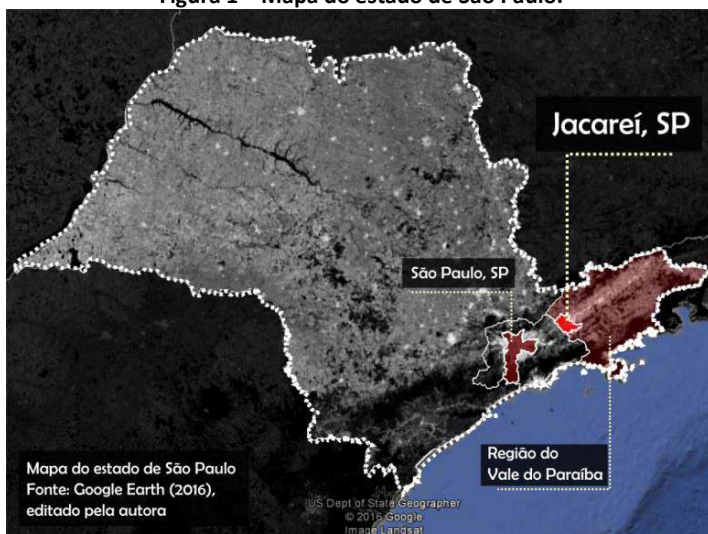 Figura 1 – Mapa do estado de São Paulo.
Jacareí, SP
São Paulo, SP
Região do
Vale do Paraíba
Mapa do estado de São Paulo
Fonte: Google Earth (2016),
editado pela autora
US Dept of State Geographer
© 2016 Google
Image Landsat